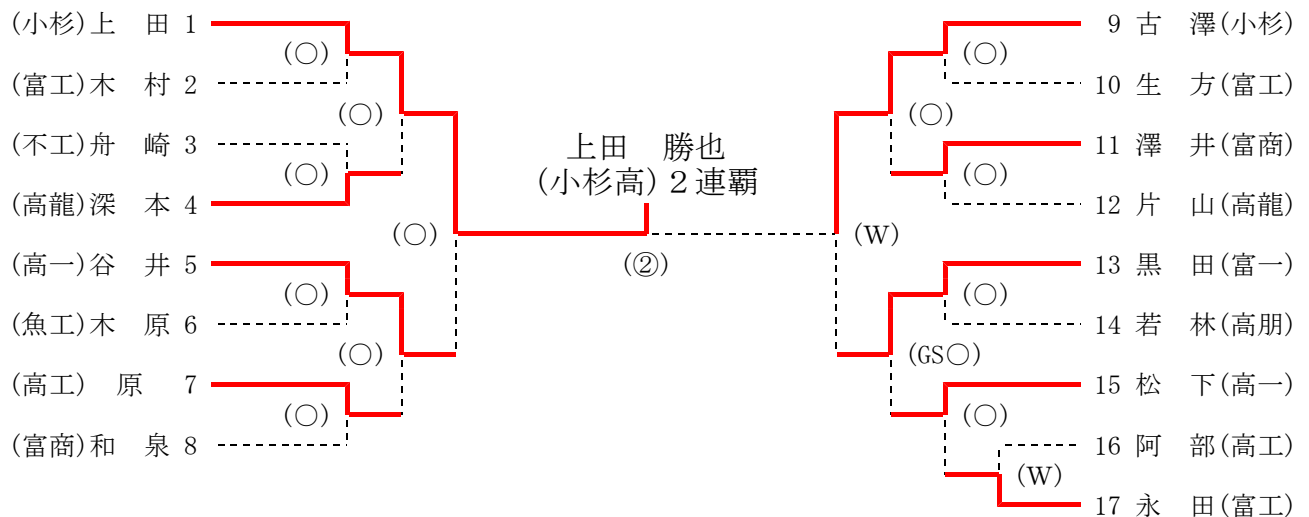 (小杉)上　田 1
(○)
(富工)木　村 2
(○)
(不工)舟　崎 3
(○)
(高龍)深　本 4
(○)
(高一)谷　井 5
(○)
(魚工)木　原 6
(○)
(高工)　原　 7
(○)
(富商)和　泉 8
上田　勝也
(小杉高)２連覇
(②)
9 古　澤(小杉)
(○)
10 生　方(富工)
(○)
11 澤　井(富商)
(○)
12 片　山(高龍)
(W)
13 黒　田(富一)
(○)
14 若　林(高朋)
(GS○)
15 松　下(高一)
(○)
16 阿　部(高工)
(W)
17 永　田(富工)